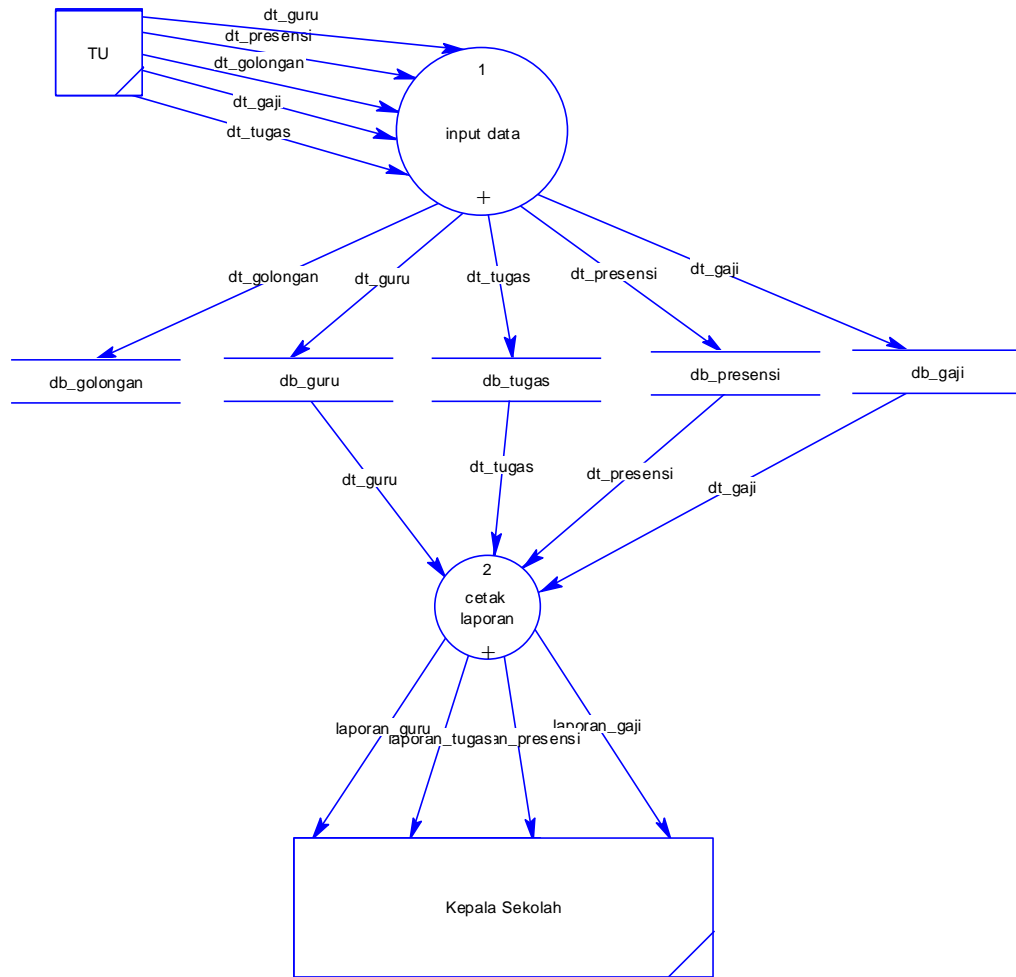 dt_guru
dt_presensi
TU
dt_golongan
1
dt_gaji
dt_tugas
input data
+
dt_golongan
dt_guru
dt_tugas
dt_presensi
dt_gaji
db_golongan
db_guru
db_tugas
db_presensi
db_gaji
dt_guru
dt_tugas
dt_presensi
dt_gaji
2
cetak
laporan
+
laporan_guru
laporan_tugas
an_presensi
laporan_gaji
Kepala Sekolah